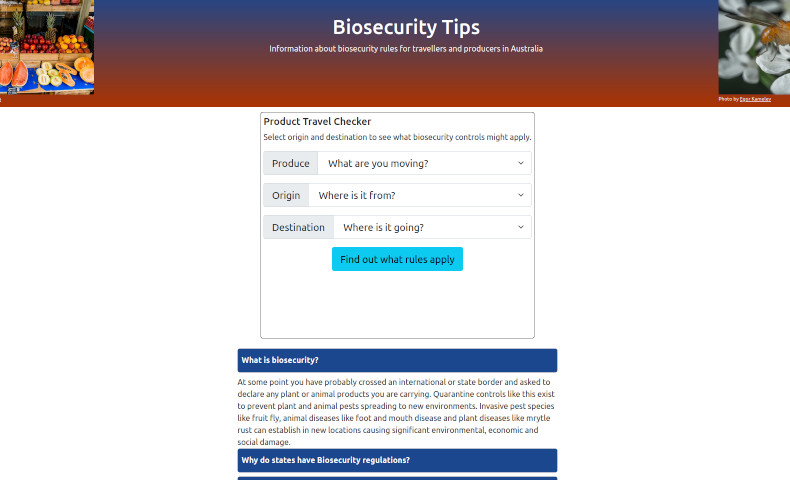 Biosecurity Tips
Information about biosecurity rules for travellers and producers in Australia
Photo by Egor Kamelev
Product Travel Checker
Select origin and destination to see what biosecurity controls might apply.
Produce What are you moving?
Origin Where is it from?
Destination Where is it going?
Find out what rules apply
What is biosecurity?
At some point you have probably crossed an international or state border and asked to
declare any plant or animal products you are carrying. Quarantine controls like this exist
to prevent plant and animal pests spreading to new environments. Invasive pest species
like fruit fly, animal diseases like foot and mouth disease and plant diseases like mrytle
rust can establish in new locations causing significant environmental, economic and
social damage.
Why do states have Biosecurity regulations?